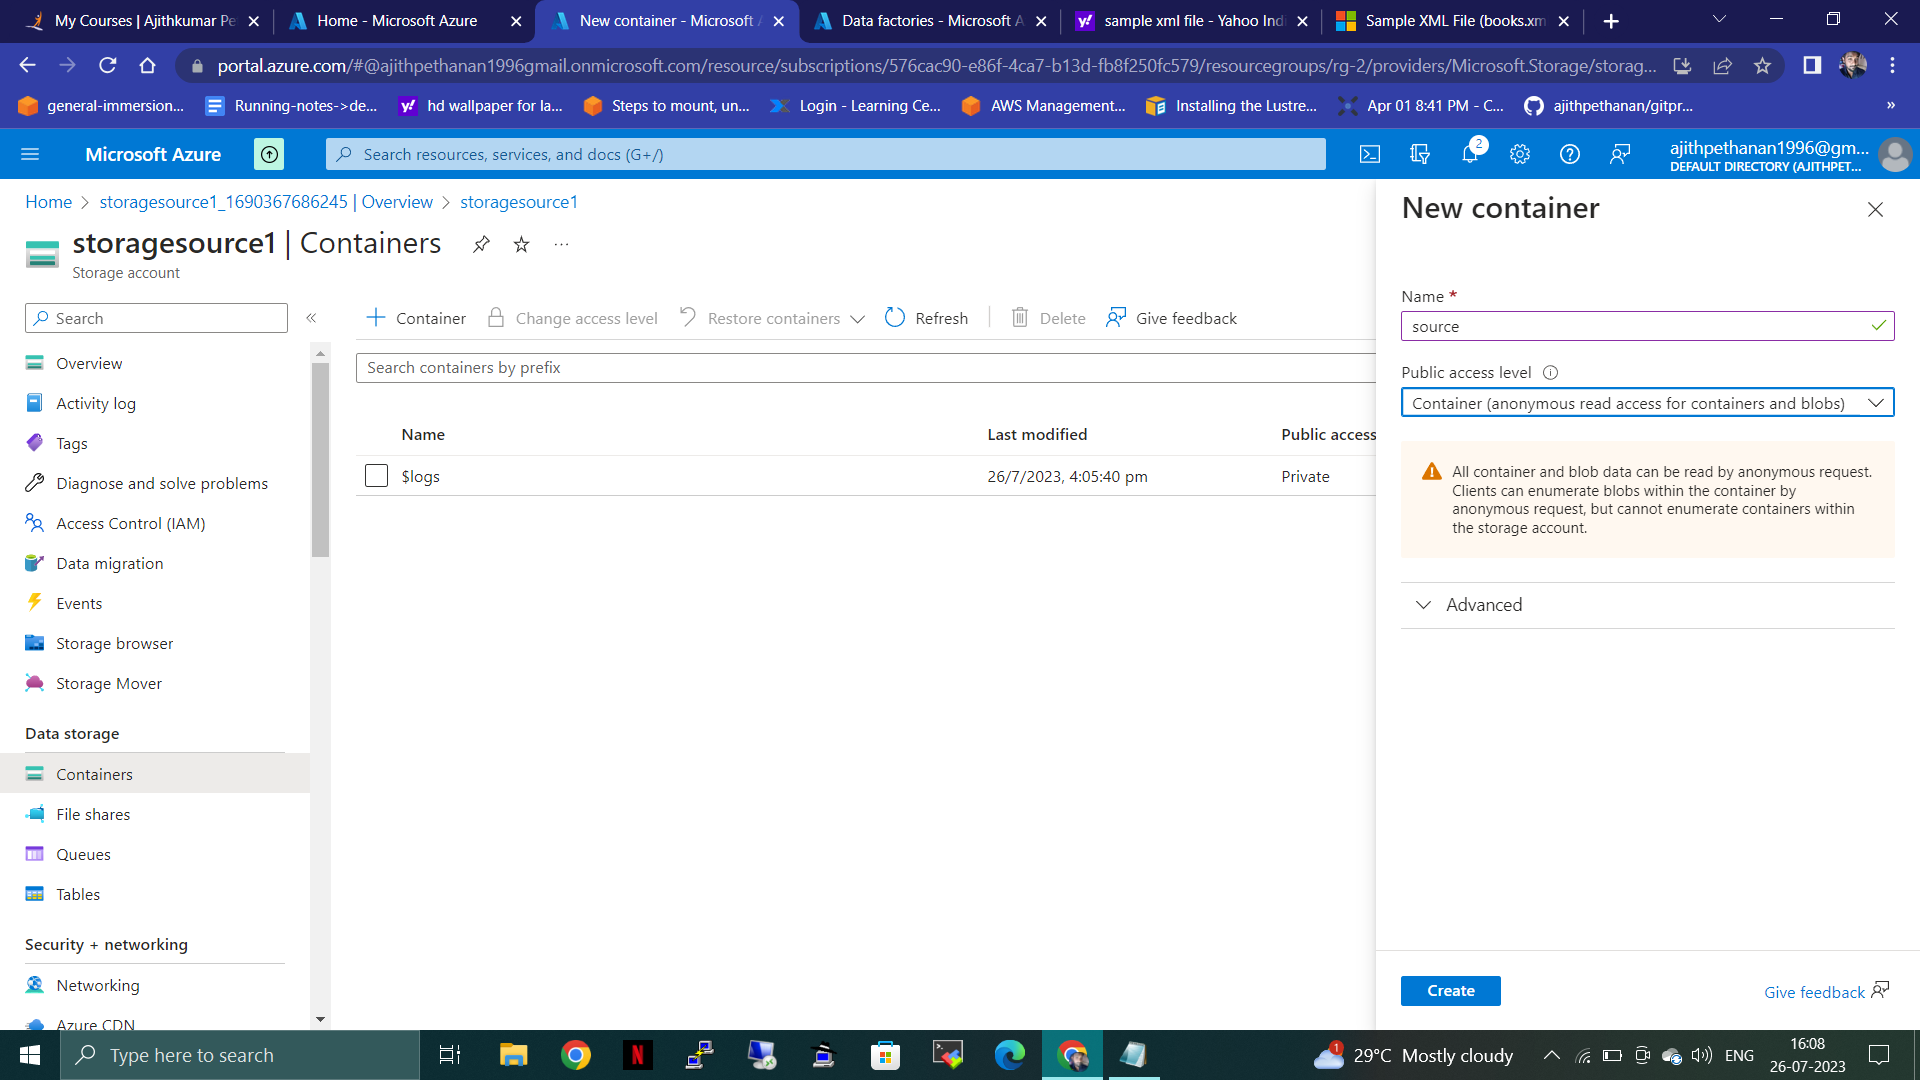 My Courses | Ajithkumar Pe
Home - Microsoft Azure
New container - Microsoft A
Data factories - Microsoft A
sample xml file - Yahoo Indi
Sample XML File (books.xm
portal.azure.com/#@ajithpethanan1996gmail.onmicrosoft.com/resource/subscriptions/576cac90-e86f-4ca7-b13d-fb8f250fc579/resourcegroups/rg-2/providers/Microsoft.Storage/storag...
general-immersion...
Running-notes->de...
hd wallpaper for la...
Steps to mount, un...
Login - Learning Ce...
AWS Management...
Installing the Lustre...
Apr 01 8:41 PM - C...
ajithpethanan/gitpr...
»
Microsoft Azure
Search resources, services, and docs (G+/)
2
ajithpethanan1996@gm...
DEFAULT DIRECTORY (AJITHPET...
Home > storagesource1_1690367686245 | Overview > storagesource1
storagesource1 | Containers
...
Storage account
Search
«
Overview
Activity log
Tags
Diagnose and solve problems
Access Control (IAM)
Data migration
Events
Storage browser
Storage Mover
Data storage
Containers
File shares
Queues
Tables
Security + networking
Networking
Azure CDN
Container
Change access level
Restore containers
Refresh
Delete
Give feedback
Search containers by prefix
Name Last modified Public access
$logs 26/7/2023, 4:05:40 pm Private
New container
Name *
source
Public access level
Container (anonymous read access for containers and blobs)
All container and blob data can be read by anonymous request.
Clients can enumerate blobs within the container by
anonymous request, but cannot enumerate containers within
the storage account.
Advanced
Create
Give feedback
Type here to search
N
1
29°C Mostly cloudy
ENG
16:08
26-07-2023